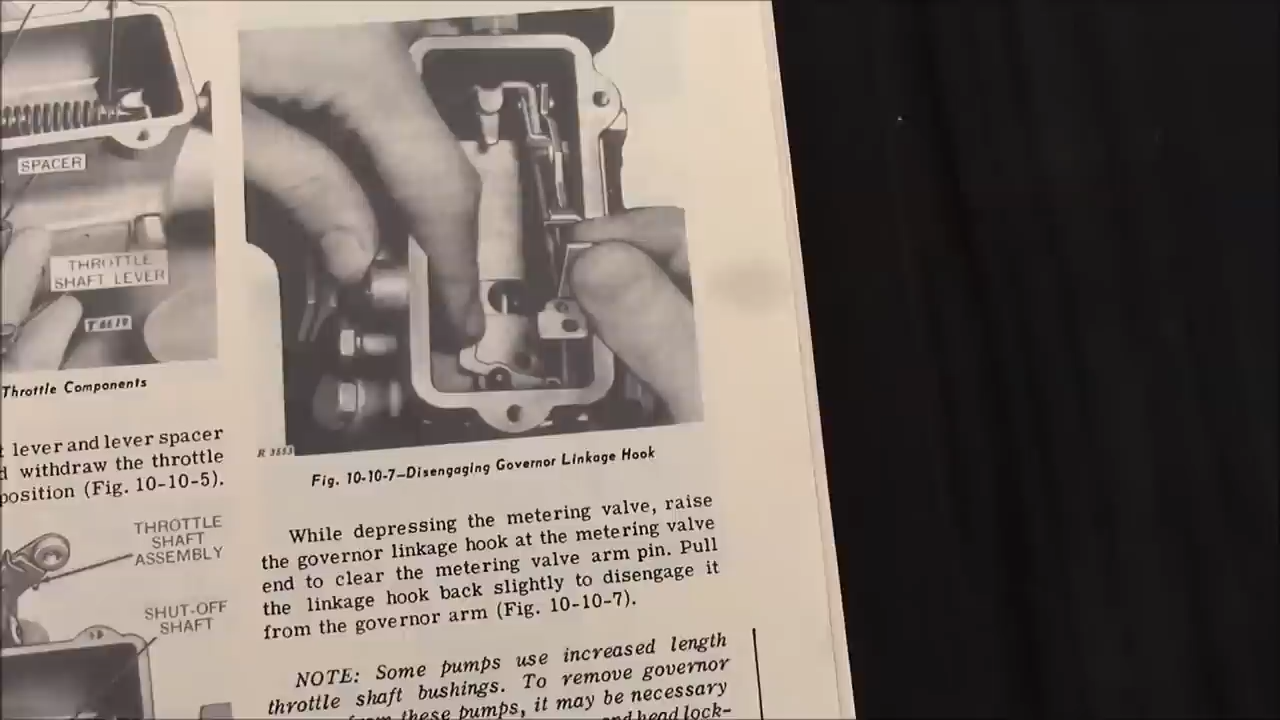 SPACER
THROTTLE
SHAFT LEVER
T 6619
Throttle Components
lever and lever spacer
withdraw the throttle
position (Fig. 10-10-5).
THROTTLE
SHAFT
ASSEMBLY
SHUT-OFF
SHAFT
R 3553
Fig. 10-10-7—Disengaging Governor Linkage Hook
While depressing the metering valve, raise
the governor linkage hook at the metering valve
end to clear the metering valve arm pin. Pull
the linkage hook back slightly to disengage it
from the governor arm (Fig. 10-10-7).
NOTE: Some pumps use increased length
throttle shaft bushings. To remove governor
these pumps, it may be necessary
head lock-